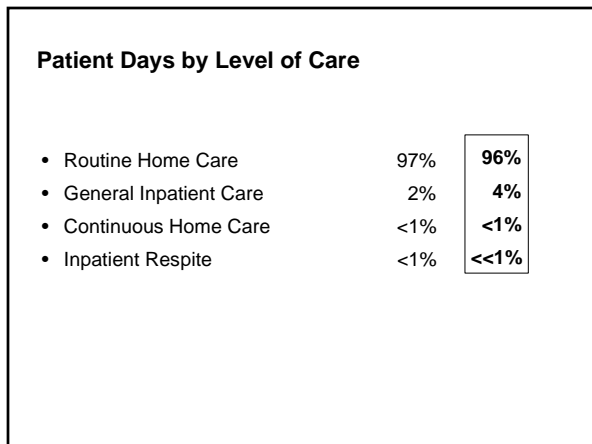 Patient Days by Level of Care
• Routine Home Care 97% 96%
• General Inpatient Care 2% 4%
• Continuous Home Care <1% <1%
• Inpatient Respite <1% <<1%